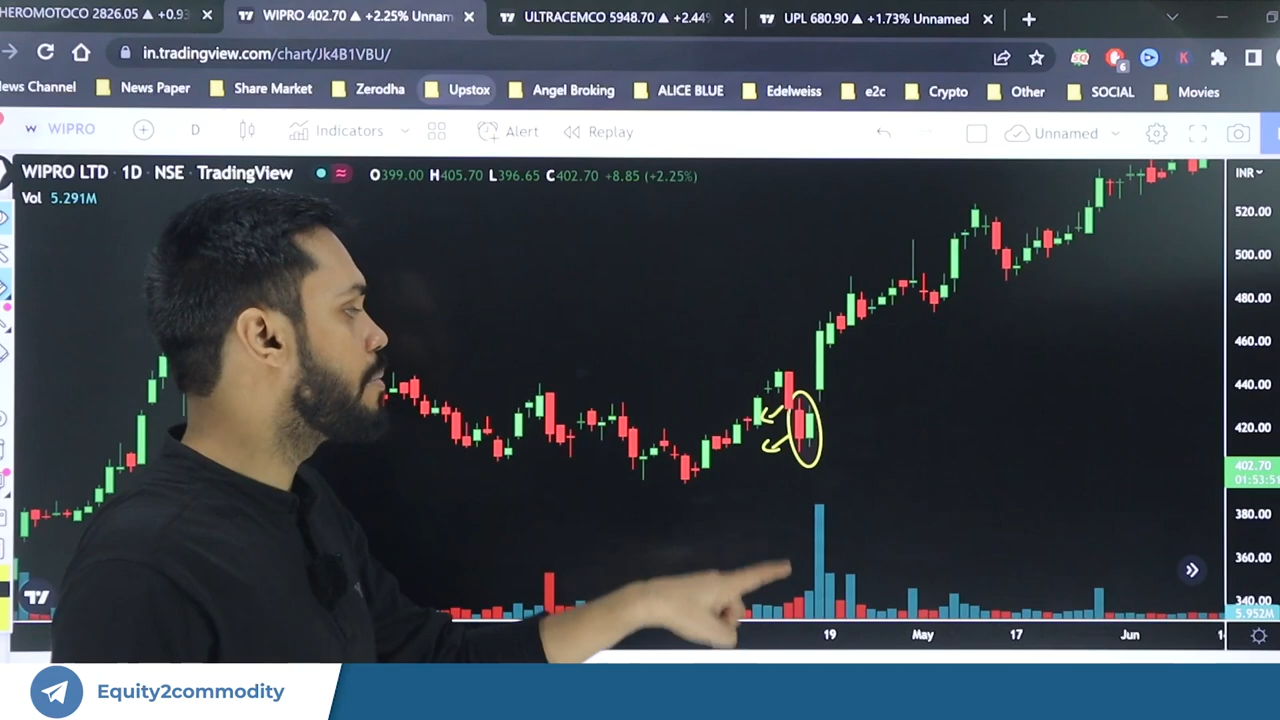 HEROMOTOCO 2826.05 ▲ +0.93
WIPRO 402.70 ▲ +2.25% Unnam
ULTRACEMCO 5948.70 ▲ +2.44%
UPL 680.90 ▲ +1.73% Unnamed
in.tradingview.com/chart/Jk4B1VBU/
6
ews Channel
News Paper
Share Market
Zerodha
Upstox
Angel Broking
ALICE BLUE
Edelweiss
e2c
Crypto
Other
SOCIAL
Movies
W WIPRO
D
Indicators
Alert
Replay
Unnamed
WIPRO LTD · 1D · NSE · TradingView
O399.00 H405.70 L396.65 C402.70 +8.85 (+2.25%)
INR
Vol 5.291M
520.00
500.00
480.00
460.00
440.00
420.00
402.70
01:53:51
380.00
360.00
340.00
5.952M
19
May
17
Jun
1
Equity2commodity